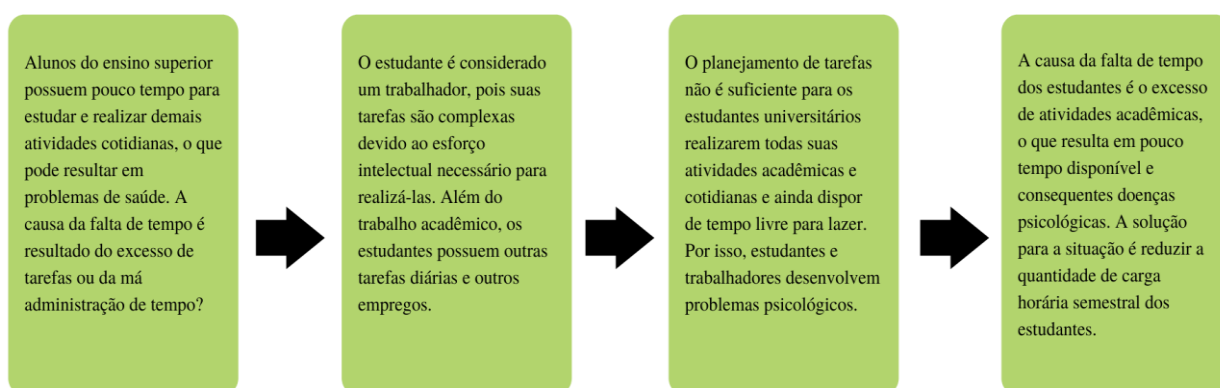 Alunos do ensino superior
possuem pouco tempo para
estudar e realizar demais
atividades cotidianas, o que
pode resultar em
problemas de saúde. A
causa da falta de tempo é
resultado do excesso de
tarefas ou da má
administração de tempo?
O estudante é considerado
um trabalhador, pois suas
tarefas são complexas
devido ao esforço
intelectual necessário para
realizá-las. Além do
trabalho acadêmico, os
estudantes possuem outras
tarefas diárias e outros
empregos.
O planejamento de tarefas
não é suficiente para os
estudantes universitários
realizarem todas suas
atividades acadêmicas e
cotidianas e ainda dispor
de tempo livre para lazer.
Por isso, estudantes e
trabalhadores desenvolvem
problemas psicológicos.
A causa da falta de tempo
dos estudantes é o excesso
de atividades acadêmicas,
o que resulta em pouco
tempo disponível e
consequentes doenças
psicológicas. A solução
para a situação é reduzir a
quantidade de carga
horária semestral dos
estudantes.